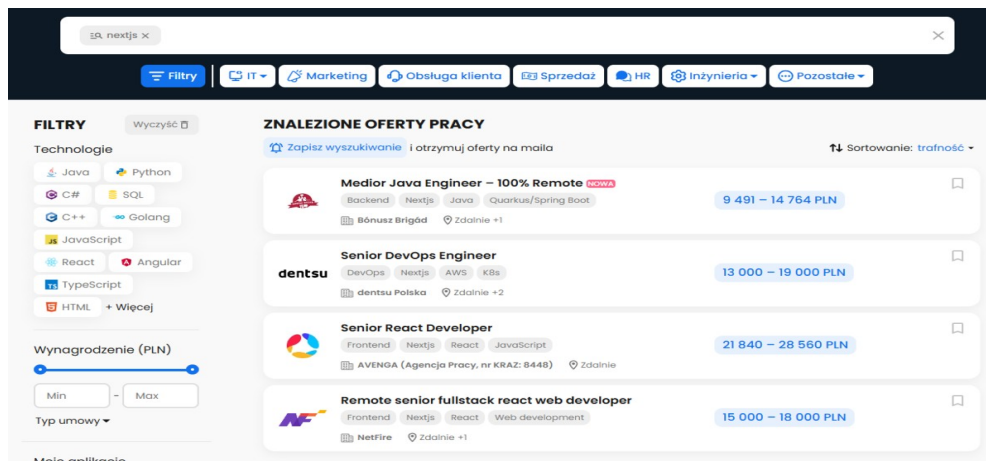 nextjs
Filtry
IT
Marketing
Obsługa klienta
Sprzedaż
HR
Inżynieria
Pozostałe
FILTRY
Wyczyść
Technologie
Java
Python
C#
SQL
C++
Golang
JS JavaScript
React
Angular
TS TypeScript
HTML
+ Więcej
Wynagrodzenie (PLN)
Min - Max
Typ umowy
Moje aplikacje
ZNALEZIONE OFERTY PRACY
Zapisz wyszukiwanie i otrzymuj oferty na maila
Sortowanie: trafność
Medior Java Engineer – 100% Remote NOWA
Backend Nextjs Java Quarkus/Spring Boot
Bónusz Brigád Zdalnie +1
9 491 – 14 764 PLN
dentsu
Senior DevOps Engineer
DevOps Nextjs AWS K8s
dentsu Polska Zdalnie +2
13 000 – 19 000 PLN
Senior React Developer
Frontend Nextjs React JavaScript
AVENGA (Agencja Pracy, nr KRAZ: 8448) Zdalnie
21 840 – 28 560 PLN
NF
Remote senior fullstack react web developer
Frontend Nextjs React Web development
NetFire Zdalnie +1
15 000 – 18 000 PLN